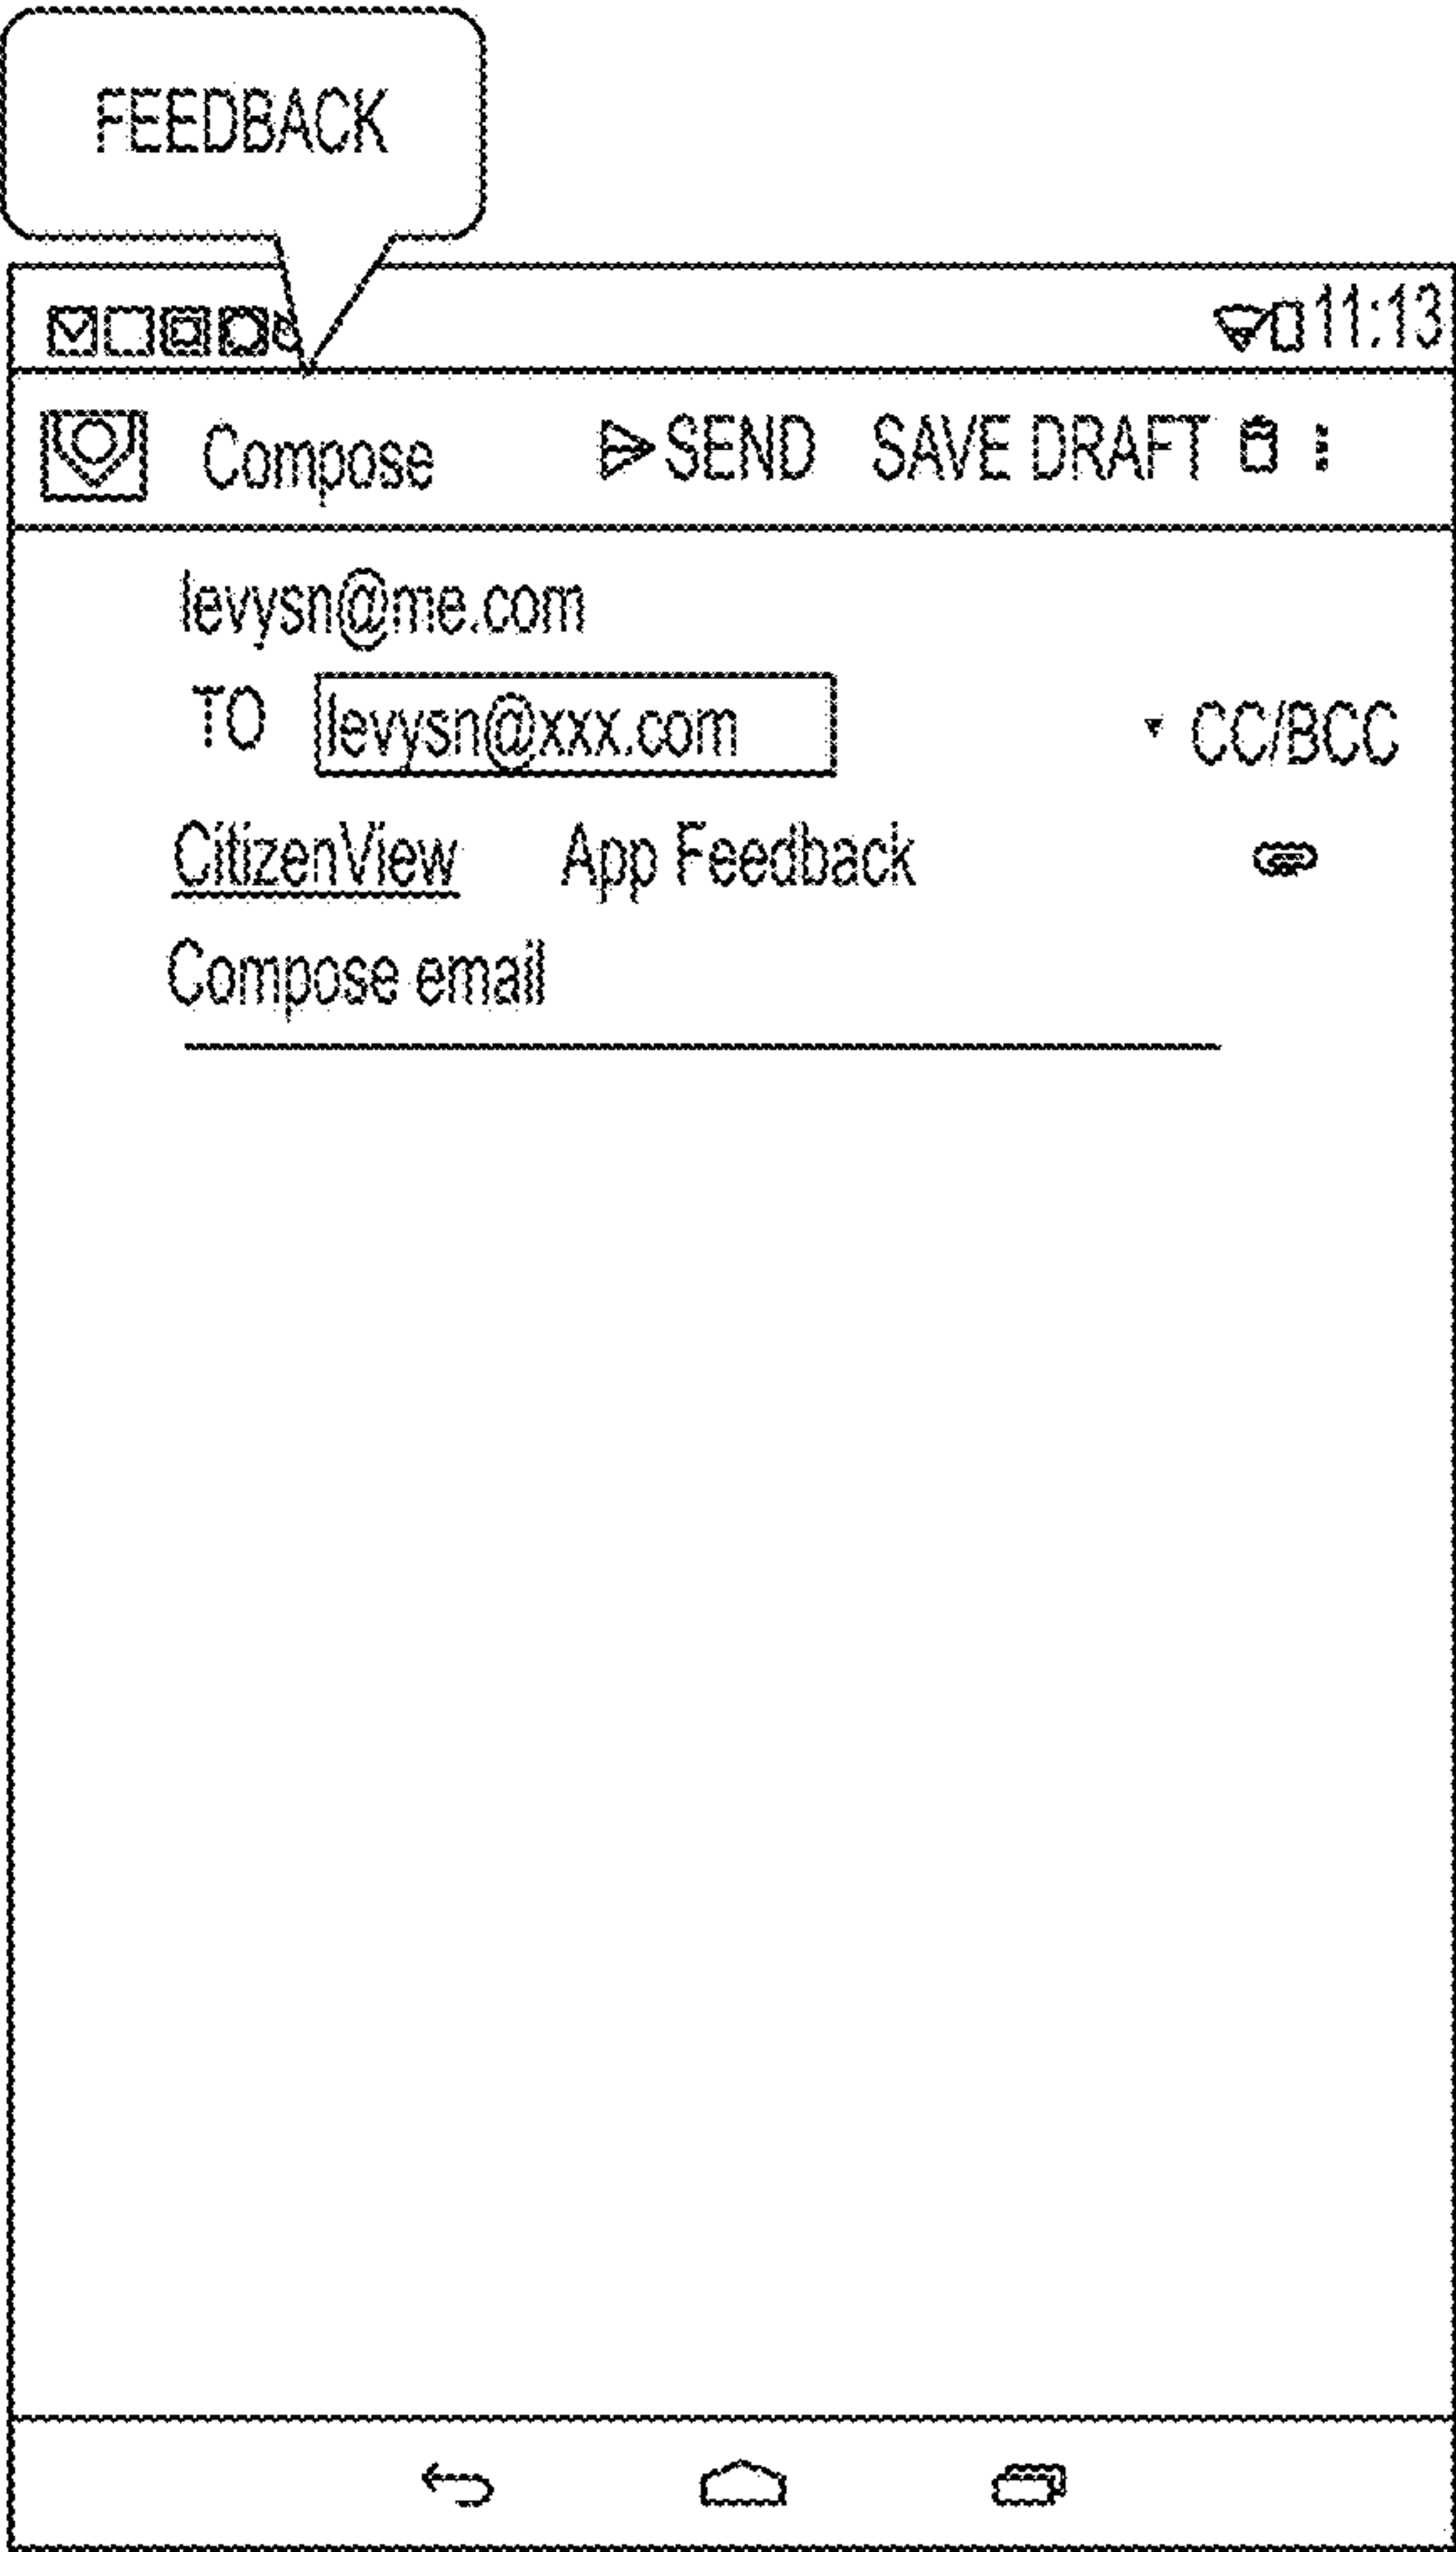 FEEDBACK
11:13
Compose SEND SAVE DRAFT
levysn@me.com
TO levysn@xxx.com CC/BCC
CitizenView App Feedback
Compose email